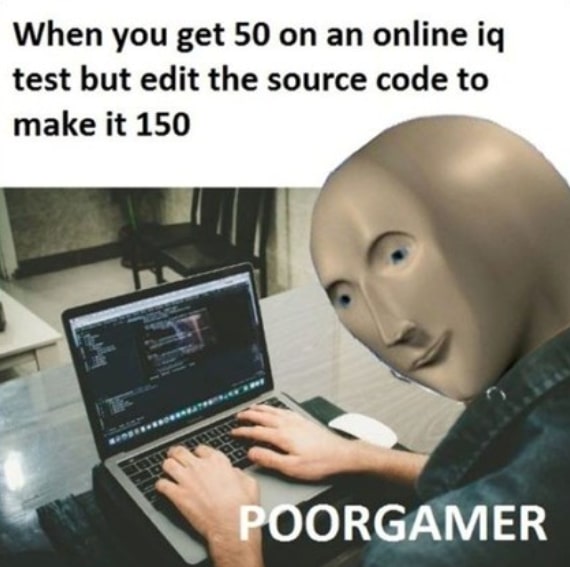 When you get 50 on an online iq
test but edit the source code to
make it 150
POORGAMER